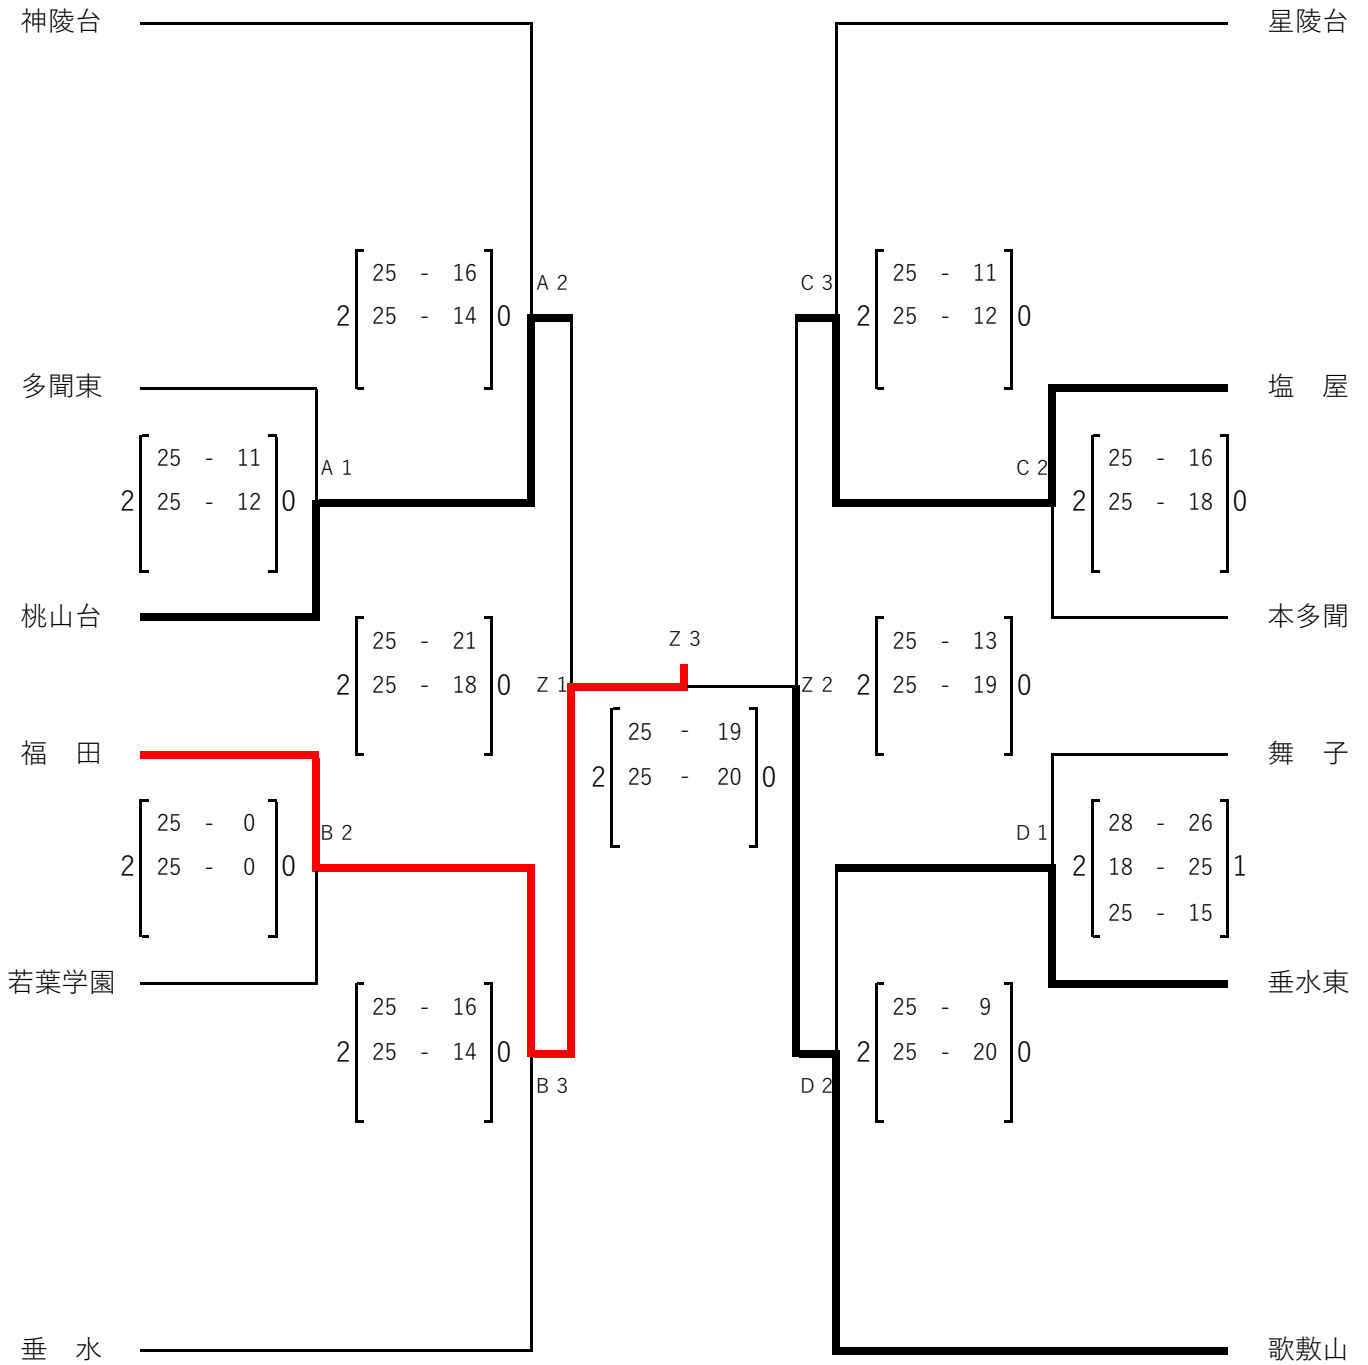 神陵台
星陵台
25 - 16
A 2
C 3
25 - 11
2 25 - 14 0
2 25 - 12 0
多聞東
塩　屋
25 - 11
A 1
C 2
25 - 16
2 25 - 12 0
2 25 - 18 0
桃山台
本多聞
25 - 21
Z 3
25 - 13
2 25 - 18 0
Z 1
Z 2
2 25 - 19 0
25 - 19
福　田
舞　子
2 25 - 20 0
25 - 0
B 2
D 1
28 - 26
2 25 - 0 0
2 18 - 25 1
25 - 15
若葉学園
垂水東
25 - 16
25 - 9
2 25 - 14 0
2 25 - 20 0
B 3
D 2
垂　水
歌敷山